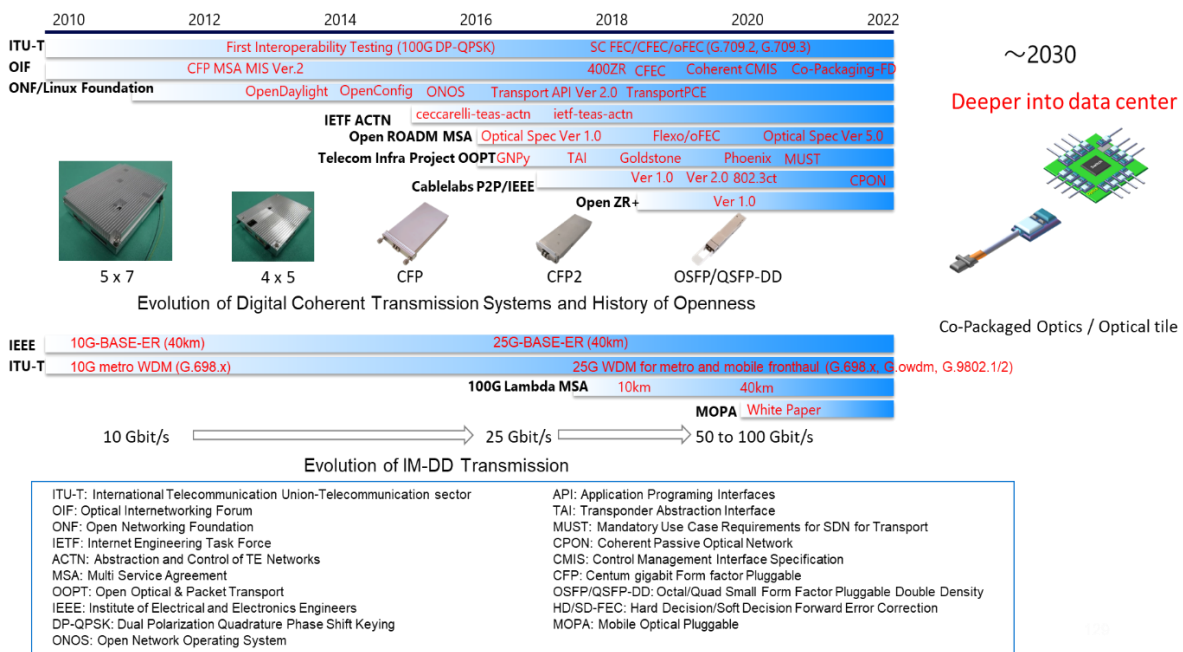 2010 2012 2014 2016 2018 2020 2022
ITU-T First Interoperability Testing (100G DP-QPSK) SC FEC/CFEC/oFEC (G.709.2, G.709.3)
OIF CFP MSA MIS Ver.2 400ZR CFEC Coherent CMIS Co-Packaging-FD
ONF/Linux Foundation OpenDaylight OpenConfig ONOS Transport API Ver 2.0 TransportPCE
IETF ACTN ceccarelli-teas-actn ietf-teas-actn
Open ROADM MSA Optical Spec Ver 1.0 Flexo/oFEC Optical Spec Ver 5.0
Telecom Infra Project OOPT GNPy TAI Goldstone Phoenix MUST
Cablelabs P2P/IEEE Ver 1.0 Ver 2.0 802.3ct CPON
Open ZR+ Ver 1.0
5 x 7 4 x 5 CFP CFP2 OSFP/QSFP-DD
Evolution of Digital Coherent Transmission Systems and History of Openness
~2030
Deeper into data center
Co-Packaged Optics / Optical tile
IEEE 10G-BASE-ER (40km) 25G-BASE-ER (40km)
ITU-T 10G metro WDM (G.698.x) 25G WDM for metro and mobile fronthaul (G.698.x, G.owdm, G.9802.1/2)
100G Lambda MSA 10km 40km
MOPA White Paper
10 Gbit/s 25 Gbit/s 50 to 100 Gbit/s
Evolution of IM-DD Transmission
ITU-T: International Telecommunication Union-Telecommunication sector
OIF: Optical Internetworking Forum
ONF: Open Networking Foundation
IETF: Internet Engineering Task Force
ACTN: Abstraction and Control of TE Networks
MSA: Multi Service Agreement
OOPT: Open Optical & Packet Transport
IEEE: Institute of Electrical and Electronics Engineers
DP-QPSK: Dual Polarization Quadrature Phase Shift Keying
ONOS: Open Network Operating System
API: Application Programing Interfaces
TAI: Transponder Abstraction Interface
MUST: Mandatory Use Case Requirements for SDN for Transport
CPON: Coherent Passive Optical Network
CMIS: Control Management Interface Specification
CFP: Centum gigabit Form factor Pluggable
OSFP/QSFP-DD: Octal/Quad Small Form Factor Pluggable Double Density
HD/SD-FEC: Hard Decision/Soft Decision Forward Error Correction
MOPA: Mobile Optical Pluggable